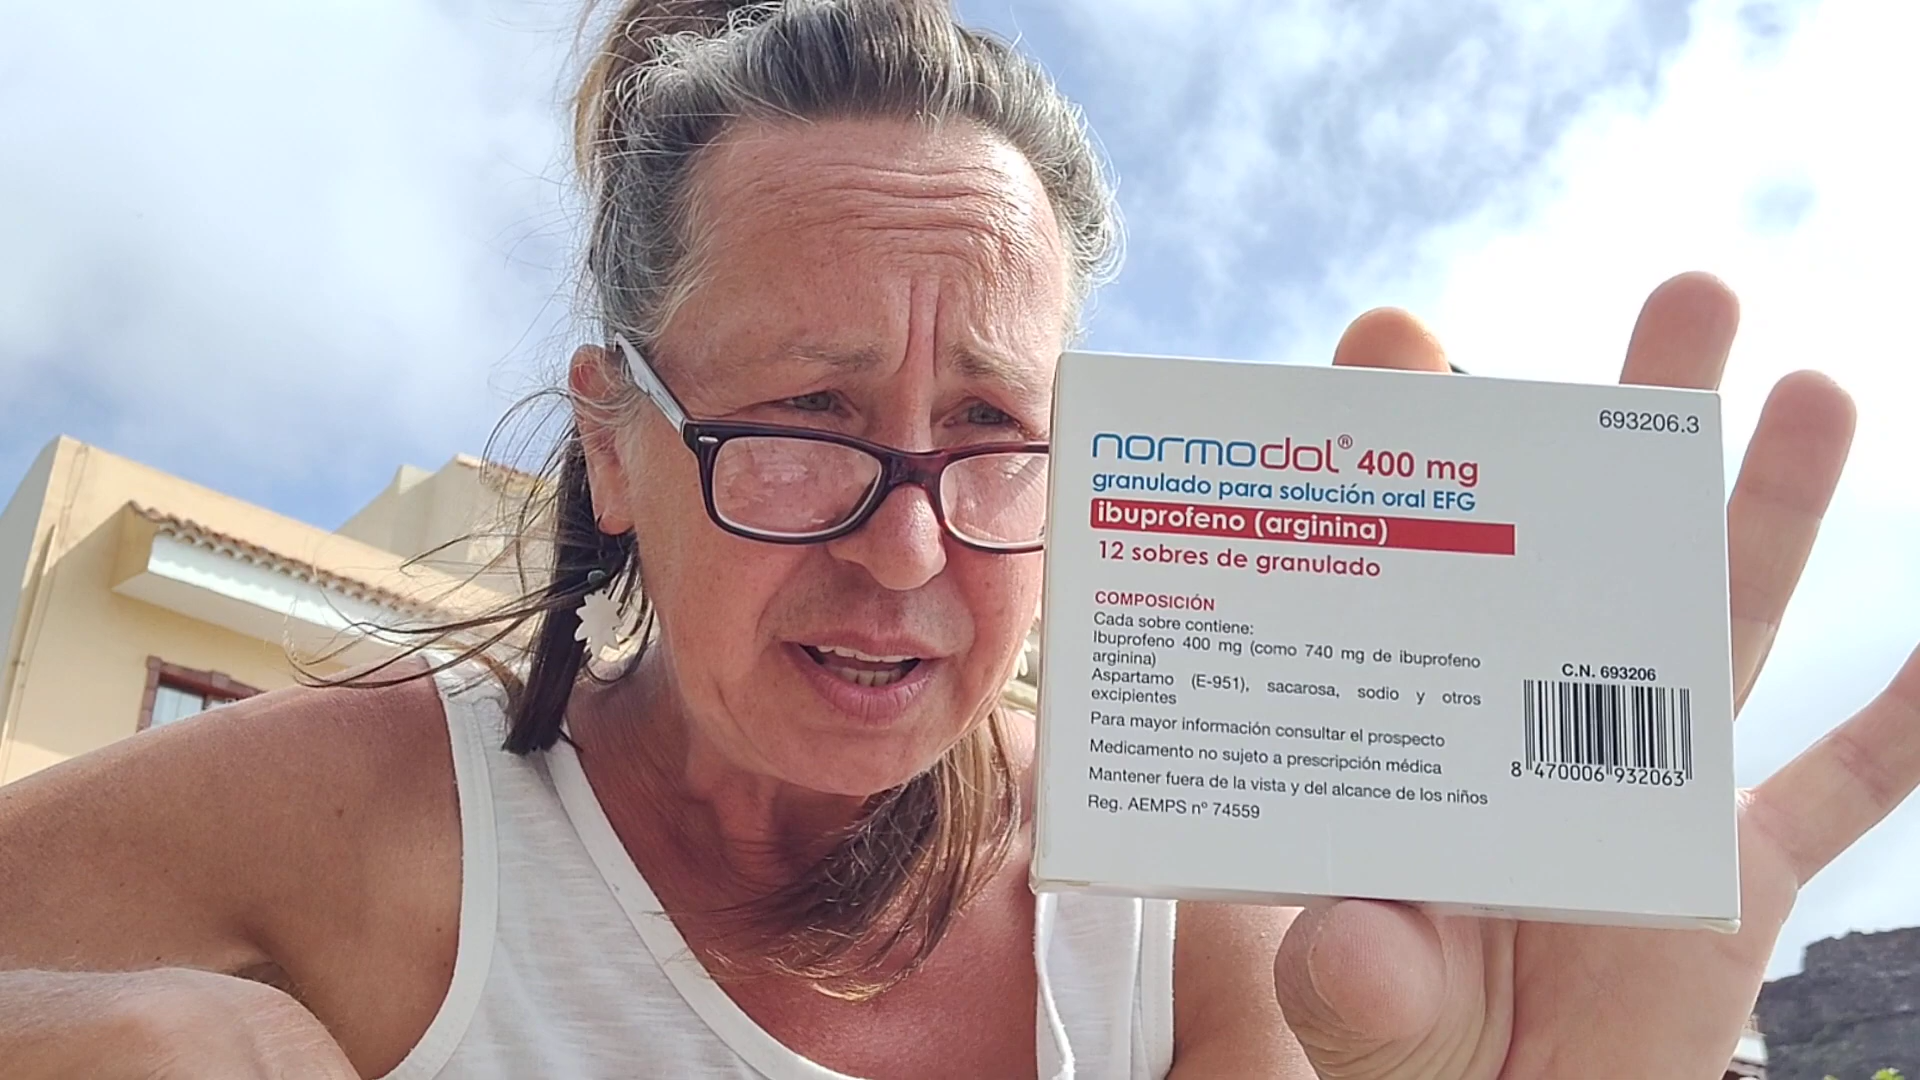 693206.3
normodol® 400 mg
granulado para solución oral EFG
ibuprofeno (arginina)
12 sobres de granulado
COMPOSICIÓN
Cada sobre contiene:
Ibuprofeno 400 mg (como 740 mg de ibuprofeno
arginina)
Aspartamo (E-951), sacarosa, sodio y otros
excipientes
Para mayor información consultar el prospecto
Medicamento no sujeto a prescripción médica
Mantener fuera de la vista y del alcance de los niños
Reg. AEMPS nº 74559
C.N. 693206
8 470006 932063